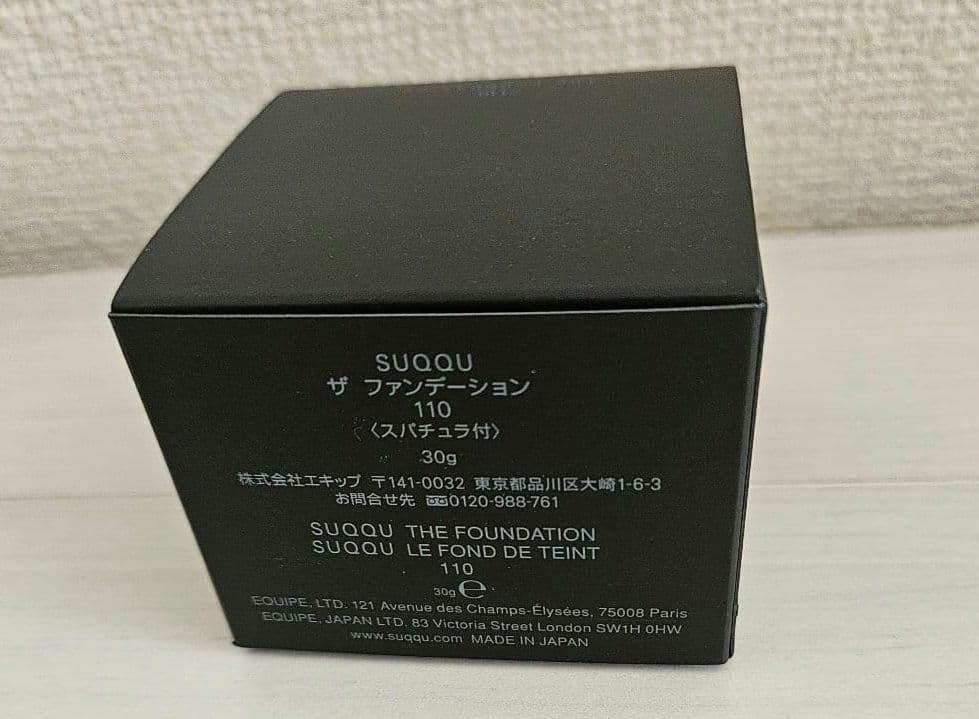 SUQQU
ザ ファンデーション
110
〈スパチュラ付〉
30g
株式会社エキップ 〒141-0032 東京都品川区大崎1-6-3
お問合せ先 0120-988-761
SUQQU THE FOUNDATION
SUQQU LE FOND DE TEINT
110
30g ℮
EQUIPE, LTD. 121 Avenue des Champs-Élysées, 75008 Paris
EQUIPE, JAPAN LTD. 83 Victoria Street London SW1H 0HW
www.suqqu.com MADE IN JAPAN